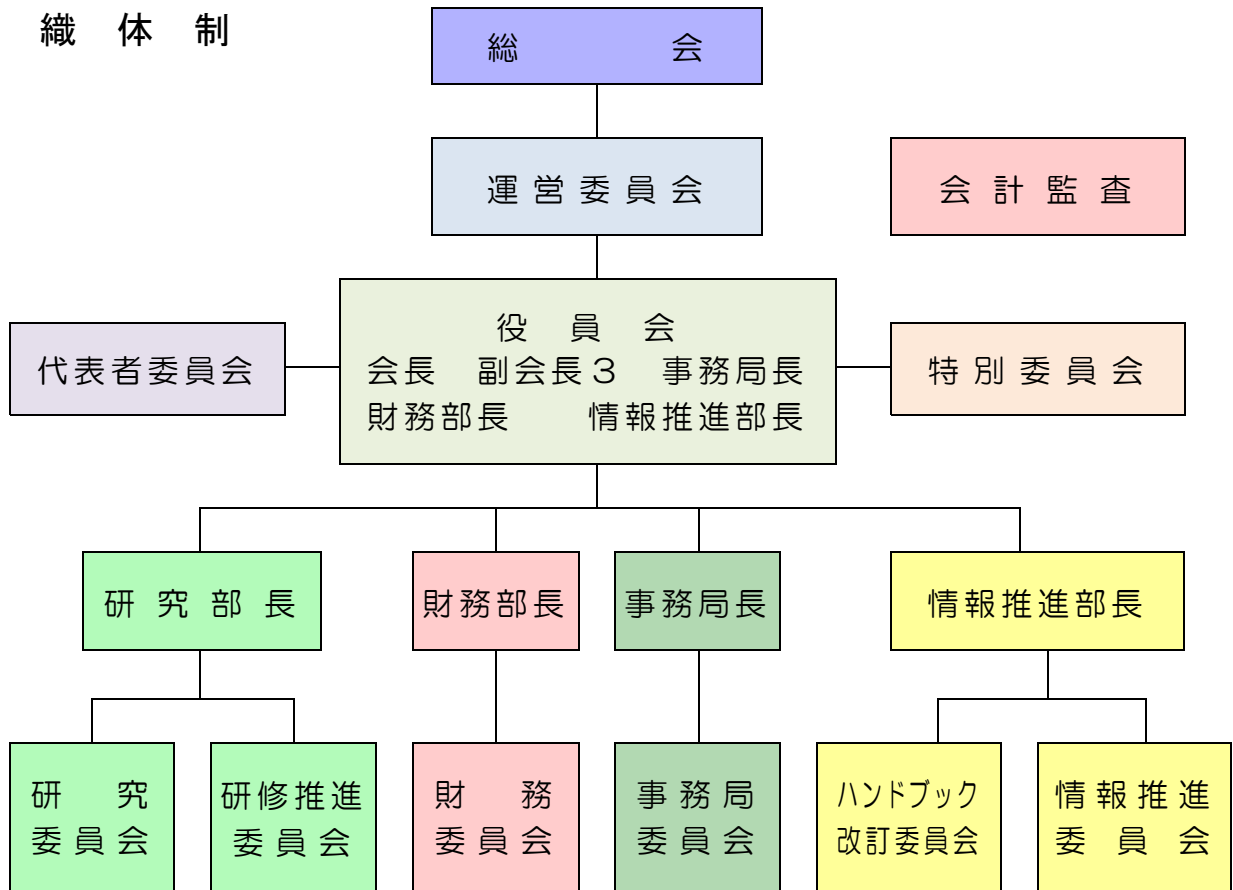 織体制
総会
運営委員会
会計監査
役員会
会長 副会長３ 事務局長
財務部長 情報推進部長
代表者委員会
特別委員会
研究部長
財務部長
事務局長
情報推進部長
研究
委員会
研修推進
委員会
財務
委員会
事務局
委員会
ハンドブック
改訂委員会
情報推進
委員会